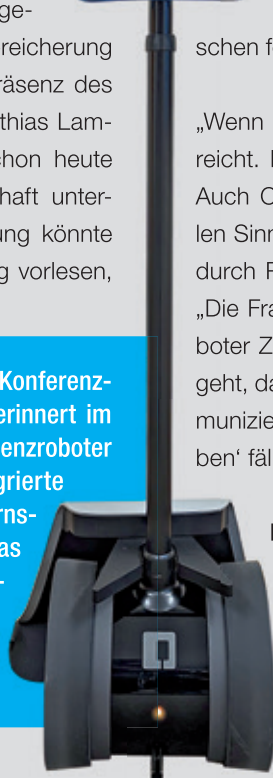 ge-
reicherung
räsenz des
thias Lam-
chon heute
haft unter-
ung könnte
g vorlesen,
Konferenz-
erinnert im
enzroboter
grierte
rns-
as
-
schen f
„Wenn
reicht.
Auch C
len Sinn
durch F
„Die Fra
boter Z
geht, da
munizie
ben‘ fäl